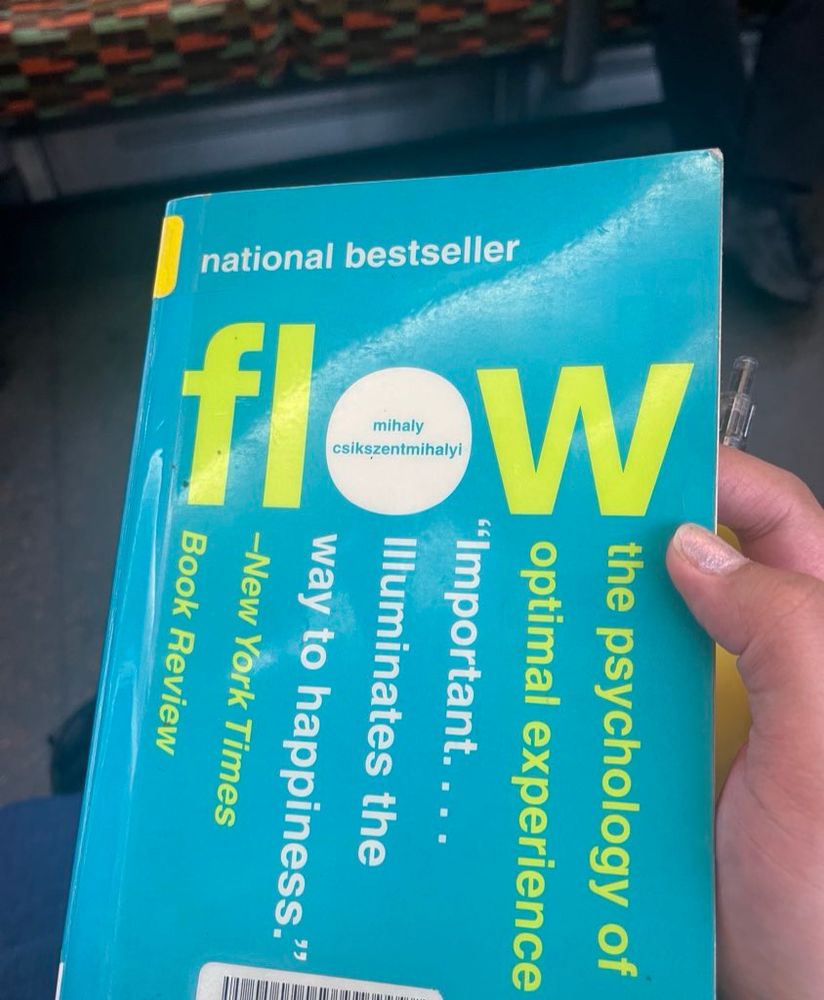 national bestseller
flow
mihaly
csikszentmihalyi
the psychology of
optimal experience
“Important. . . .
Illuminates the
way to happiness.”
–New York Times
Book Review